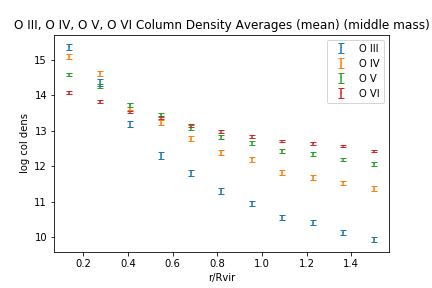 O III, O IV, O V, O VI Column Density Averages (mean) (middle mass)
O III
O IV
O V
O VI
log col dens
15
14
13
12
11
10
0.2 0.4 0.6 0.8 1.0 1.2 1.4
r/Rvir